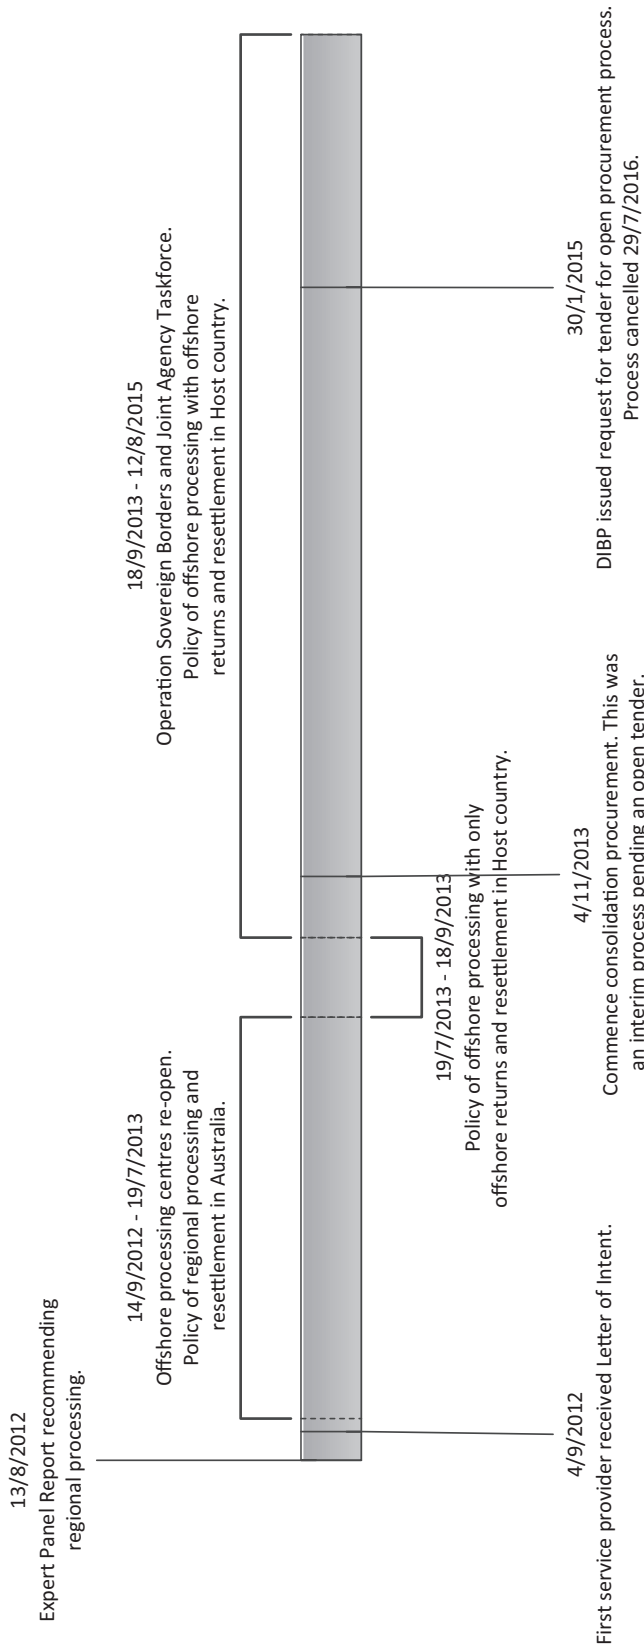 13/8/2012
Expert Panel Report recommending
regional processing.
14/9/2012 - 19/7/2013
Offshore processing centres re-open.
Policy of regional processing and
resettlement in Australia.
18/9/2013 - 12/8/2015
Operation Sovereign Borders and Joint Agency Taskforce.
Policy of offshore processing with offshore
returns and resettlement in Host country.
19/7/2013 - 18/9/2013
Policy of offshore processing with only
offshore returns and resettlement in Host country.
4/9/2012
First service provider received Letter of Intent.
4/11/2013
Commence consolidation procurement. This was
an interim process pending an open tender.
30/1/2015
DIBP issued request for tender for open procurement process.
Process cancelled 29/7/2016.